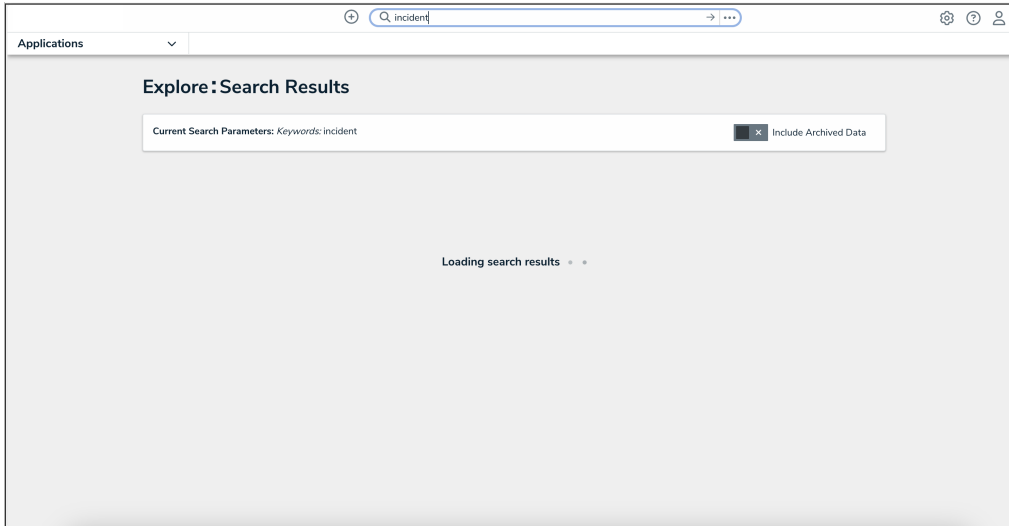 incident
Applications
Explore:Search Results
Current Search Parameters: Keywords: incident
Include Archived Data
Loading search results